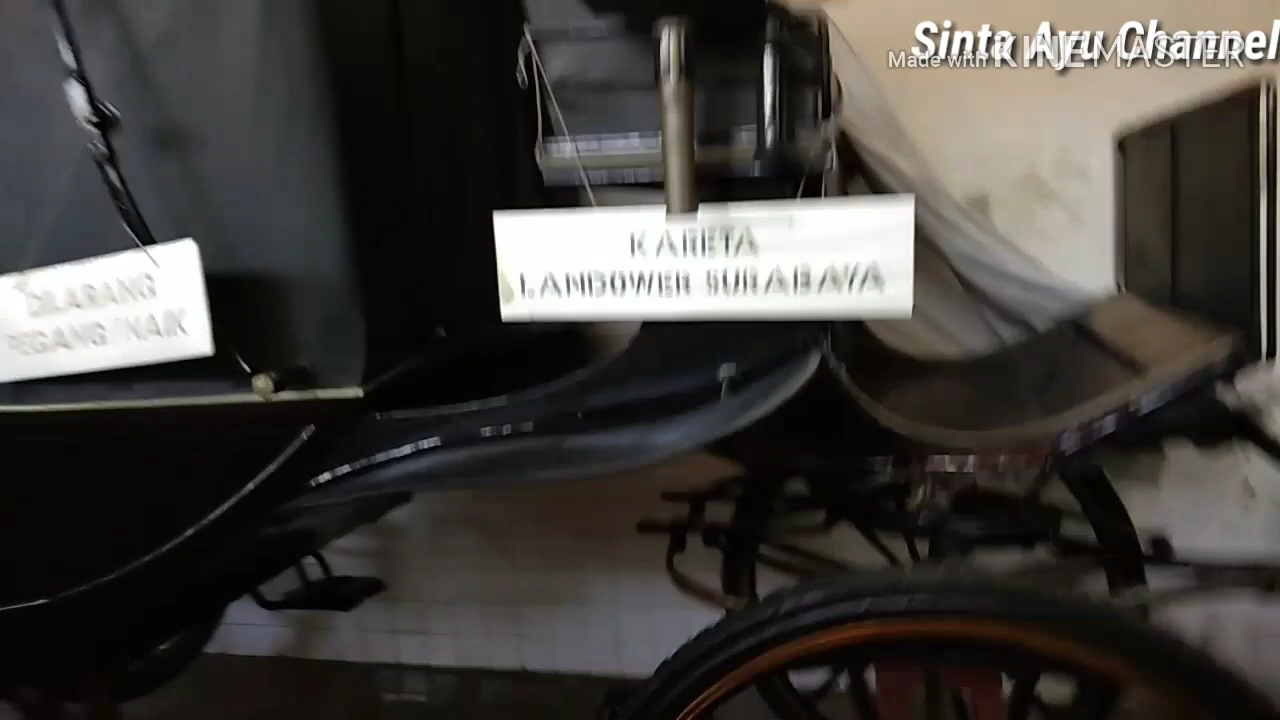 Sinta Ayu Channel
Made with KINEMASTER
KARETA
LANDOWER SURABAYA
DILARANG
PEGANG/NAIK